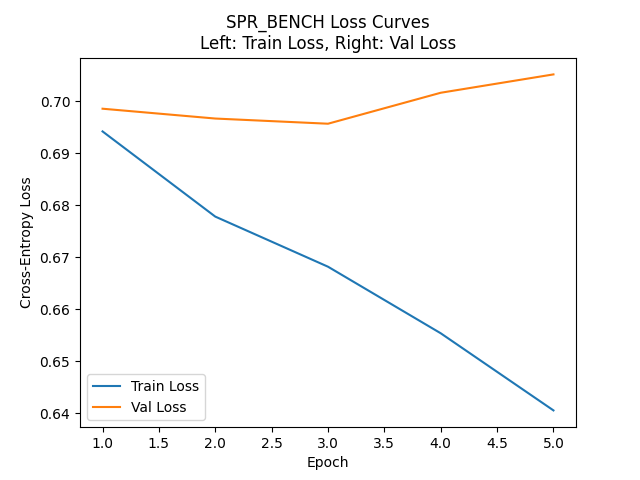 SPR_BENCH Loss Curves
Left: Train Loss, Right: Val Loss
Cross-Entropy Loss
0.70
0.69
0.68
0.67
0.66
0.65
0.64
Train Loss
Val Loss
1.0 1.5 2.0 2.5 3.0 3.5 4.0 4.5 5.0
Epoch